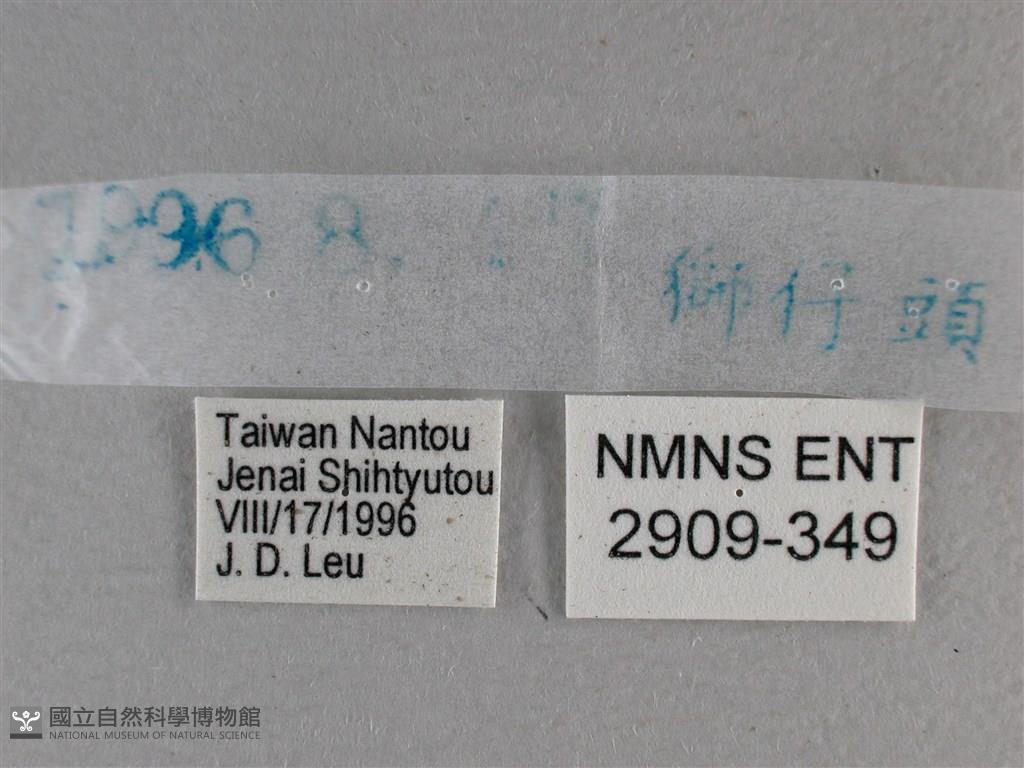 1996 8. 17
獅仔頭
Taiwan Nantou
Jenai Shihtyutou
VIII/17/1996
J. D. Leu
NMNS ENT
2909-349
國立自然科學博物館
NATIONAL MUSEUM OF NATURAL SCIENCE